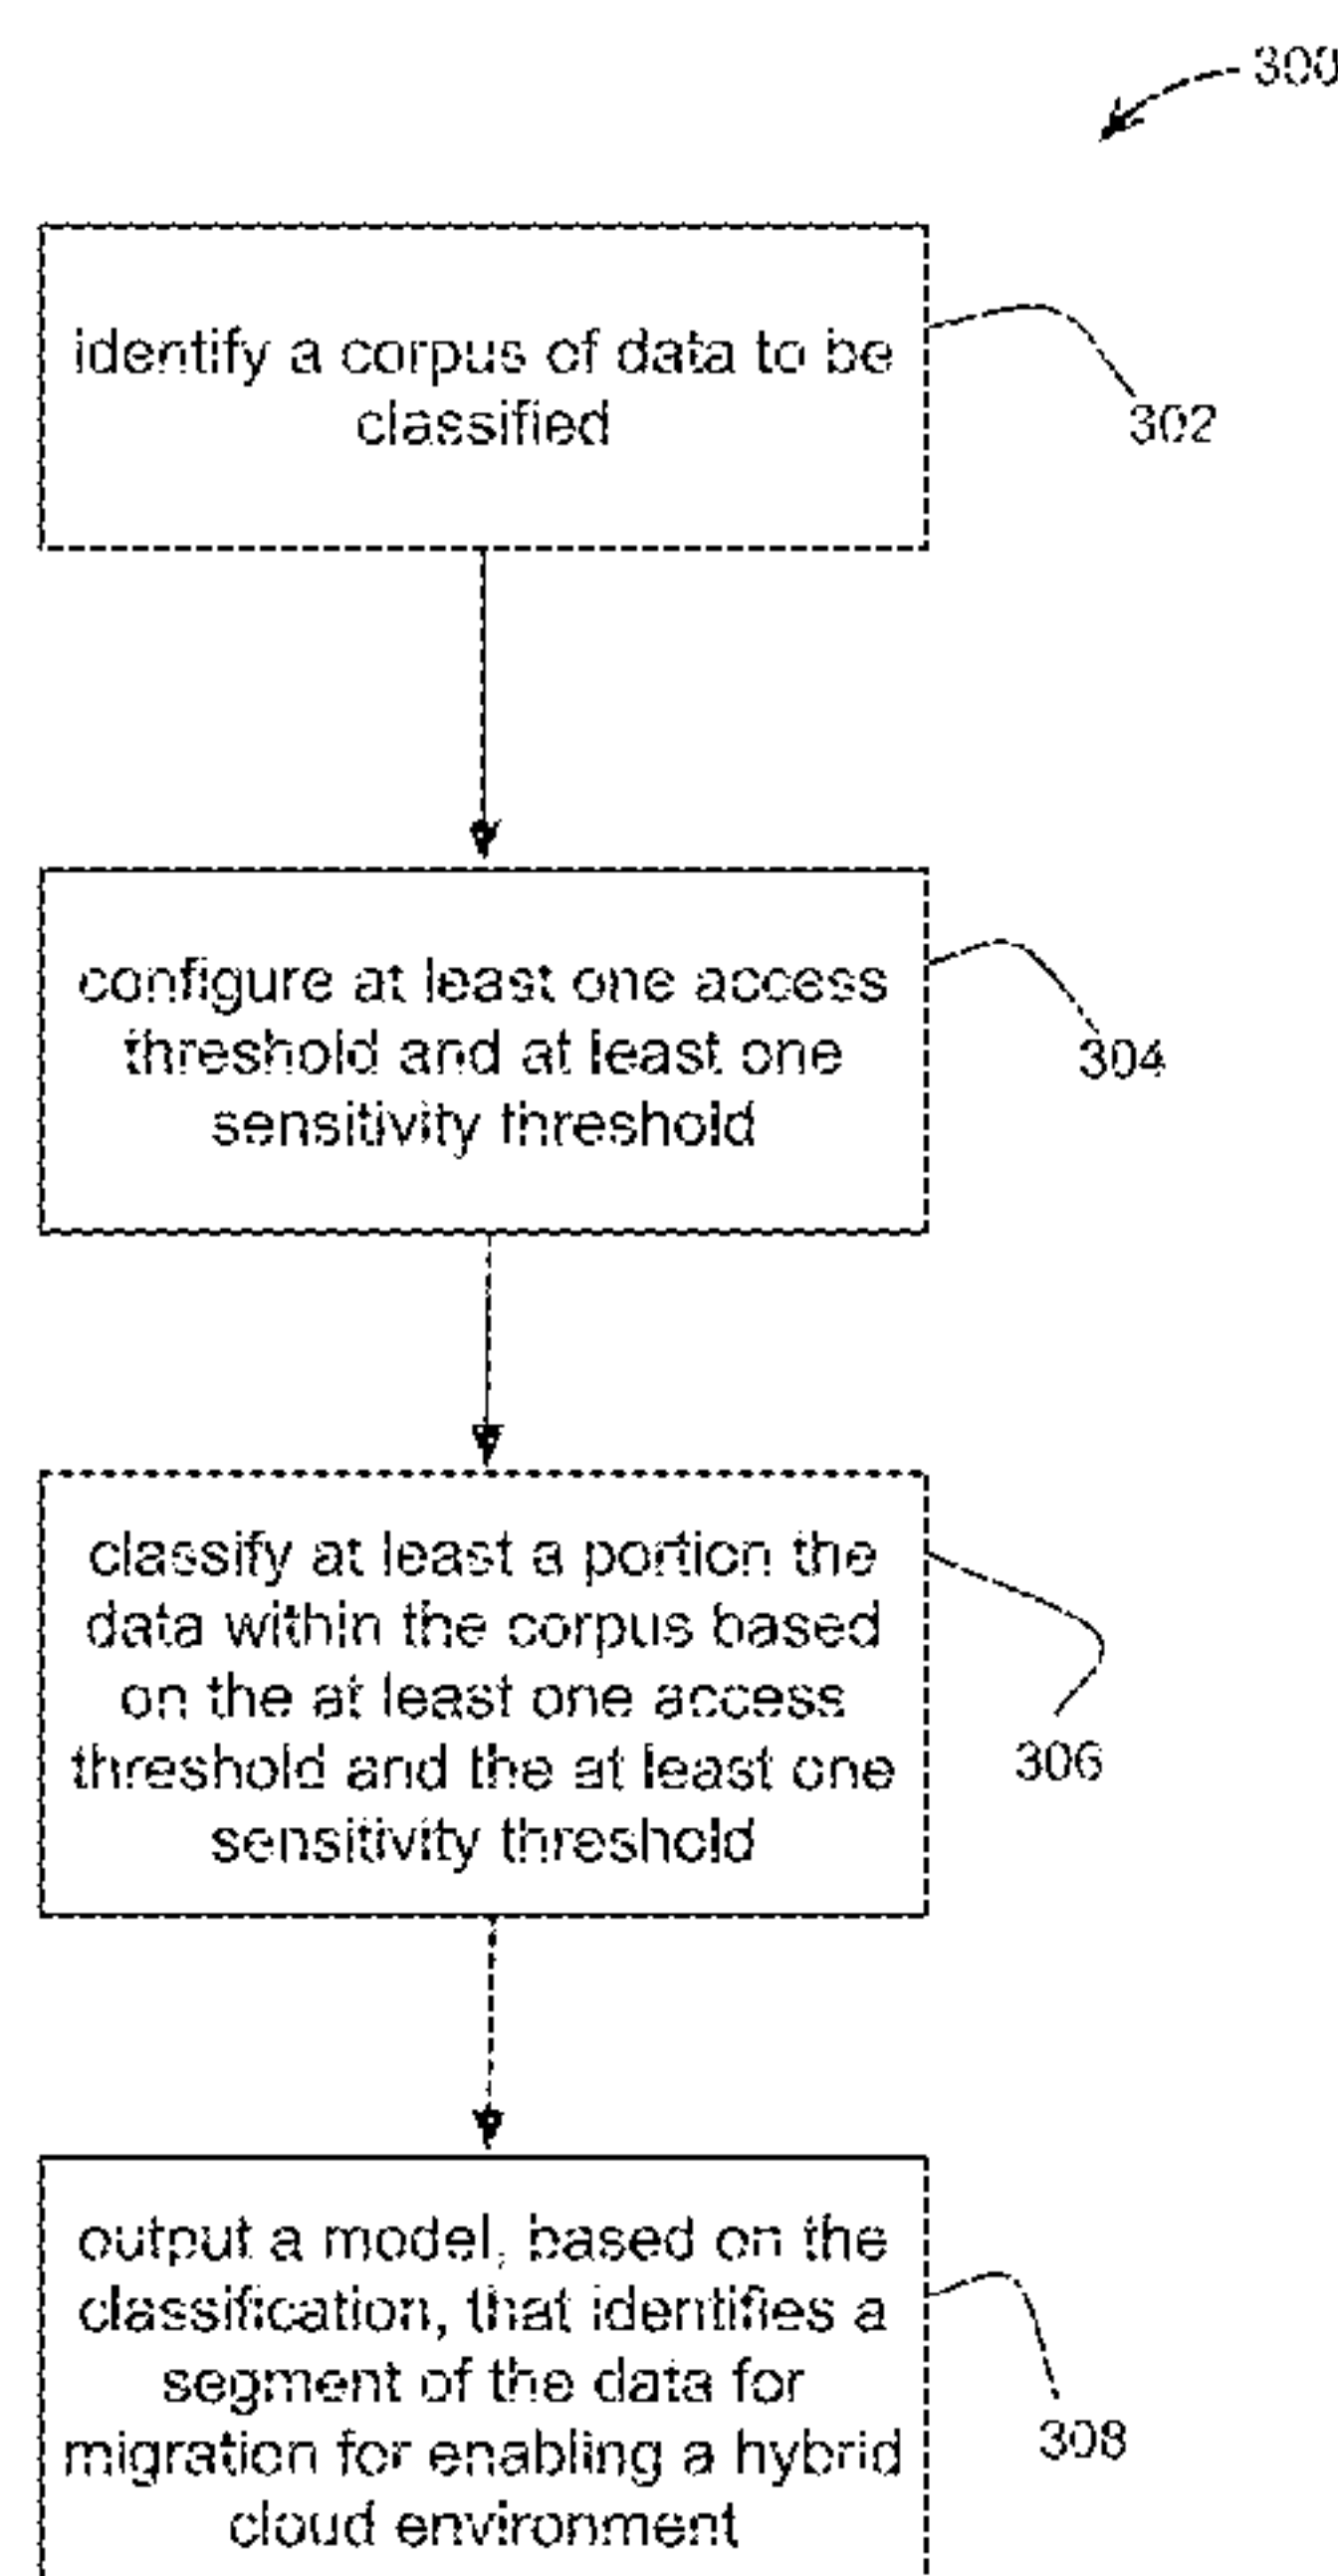 300
identify a corpus of data to be
classified
302
configure at least one access
threshold and at least one
sensitivity threshold
304
classify at least a portion the
data within the corpus based
on the at least one access
threshold and the at least one
sensitivity threshold
306
output a model, based on the
classification, that identifies a
segment of the data for
migration for enabling a hybrid
cloud environment
308